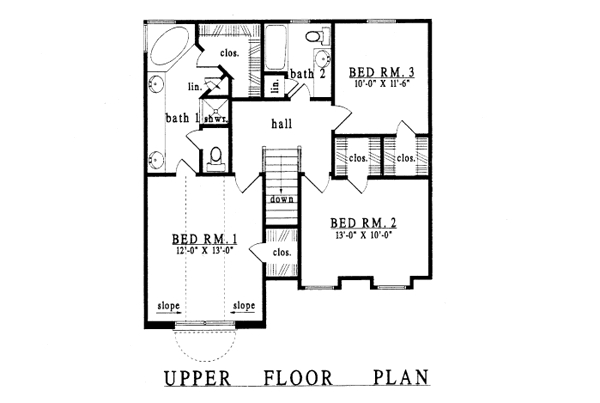 clos.
bath 2
BED RM. 3
10'-0" X 11'-6"
lin.
lin.
bath 1
shwr.
hall
clos.
clos.
down
BED RM. 2
13'-0" X 10'-0"
BED RM. 1
12'-0" X 13'-0"
clos.
slope
slope
UPPER FLOOR PLAN